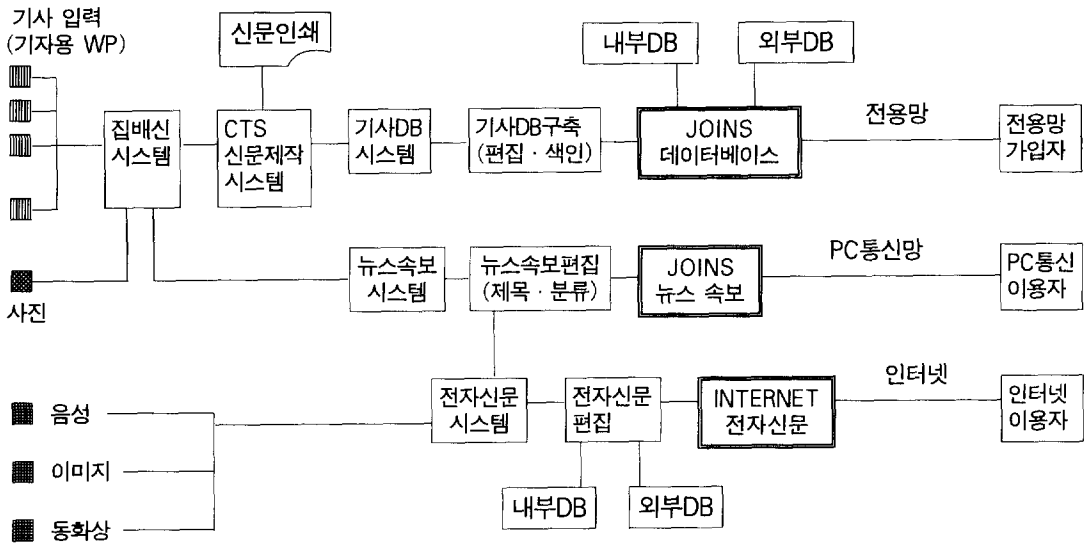 기사 입력
(기자용 WP)
신문인쇄
내부DB
외부DB
집배신
시스템
CTS
신문제작
시스템
기사DB
시스템
기사DB구축
(편집 · 색인)
JOINS
데이터베이스
전용망
전용망
가입자
사진
뉴스속보
시스템
뉴스속보편집
(제목 · 분류)
JOINS
뉴스 속보
PC통신망
PC통신
이용자
음성
이미지
동화상
전자신문
시스템
전자신문
편집
INTERNET
전자신문
인터넷
인터넷
이용자
내부DB
외부DB